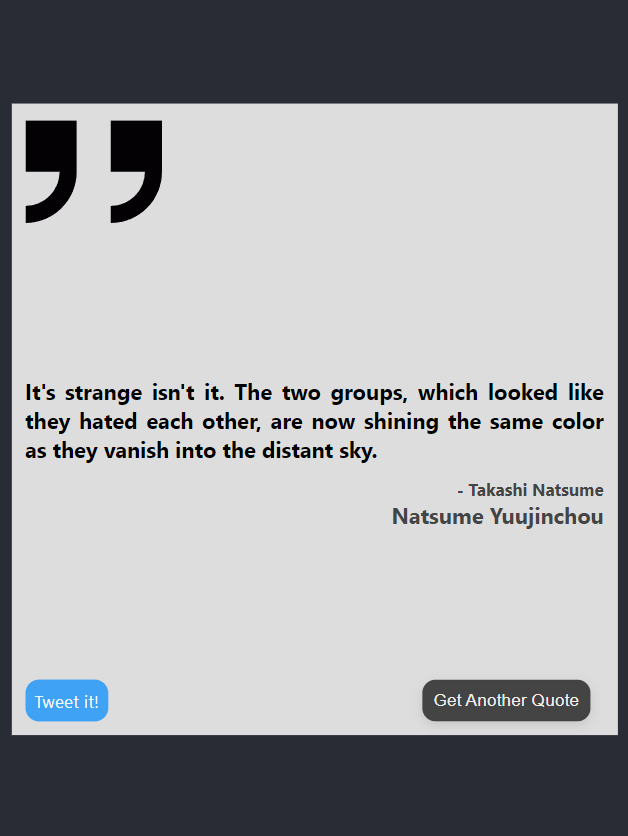 It's strange isn't it. The two groups, which looked like
they hated each other, are now shining the same color
as they vanish into the distant sky.
- Takashi Natsume
Natsume Yuujinchou
Tweet it!
Get Another Quote